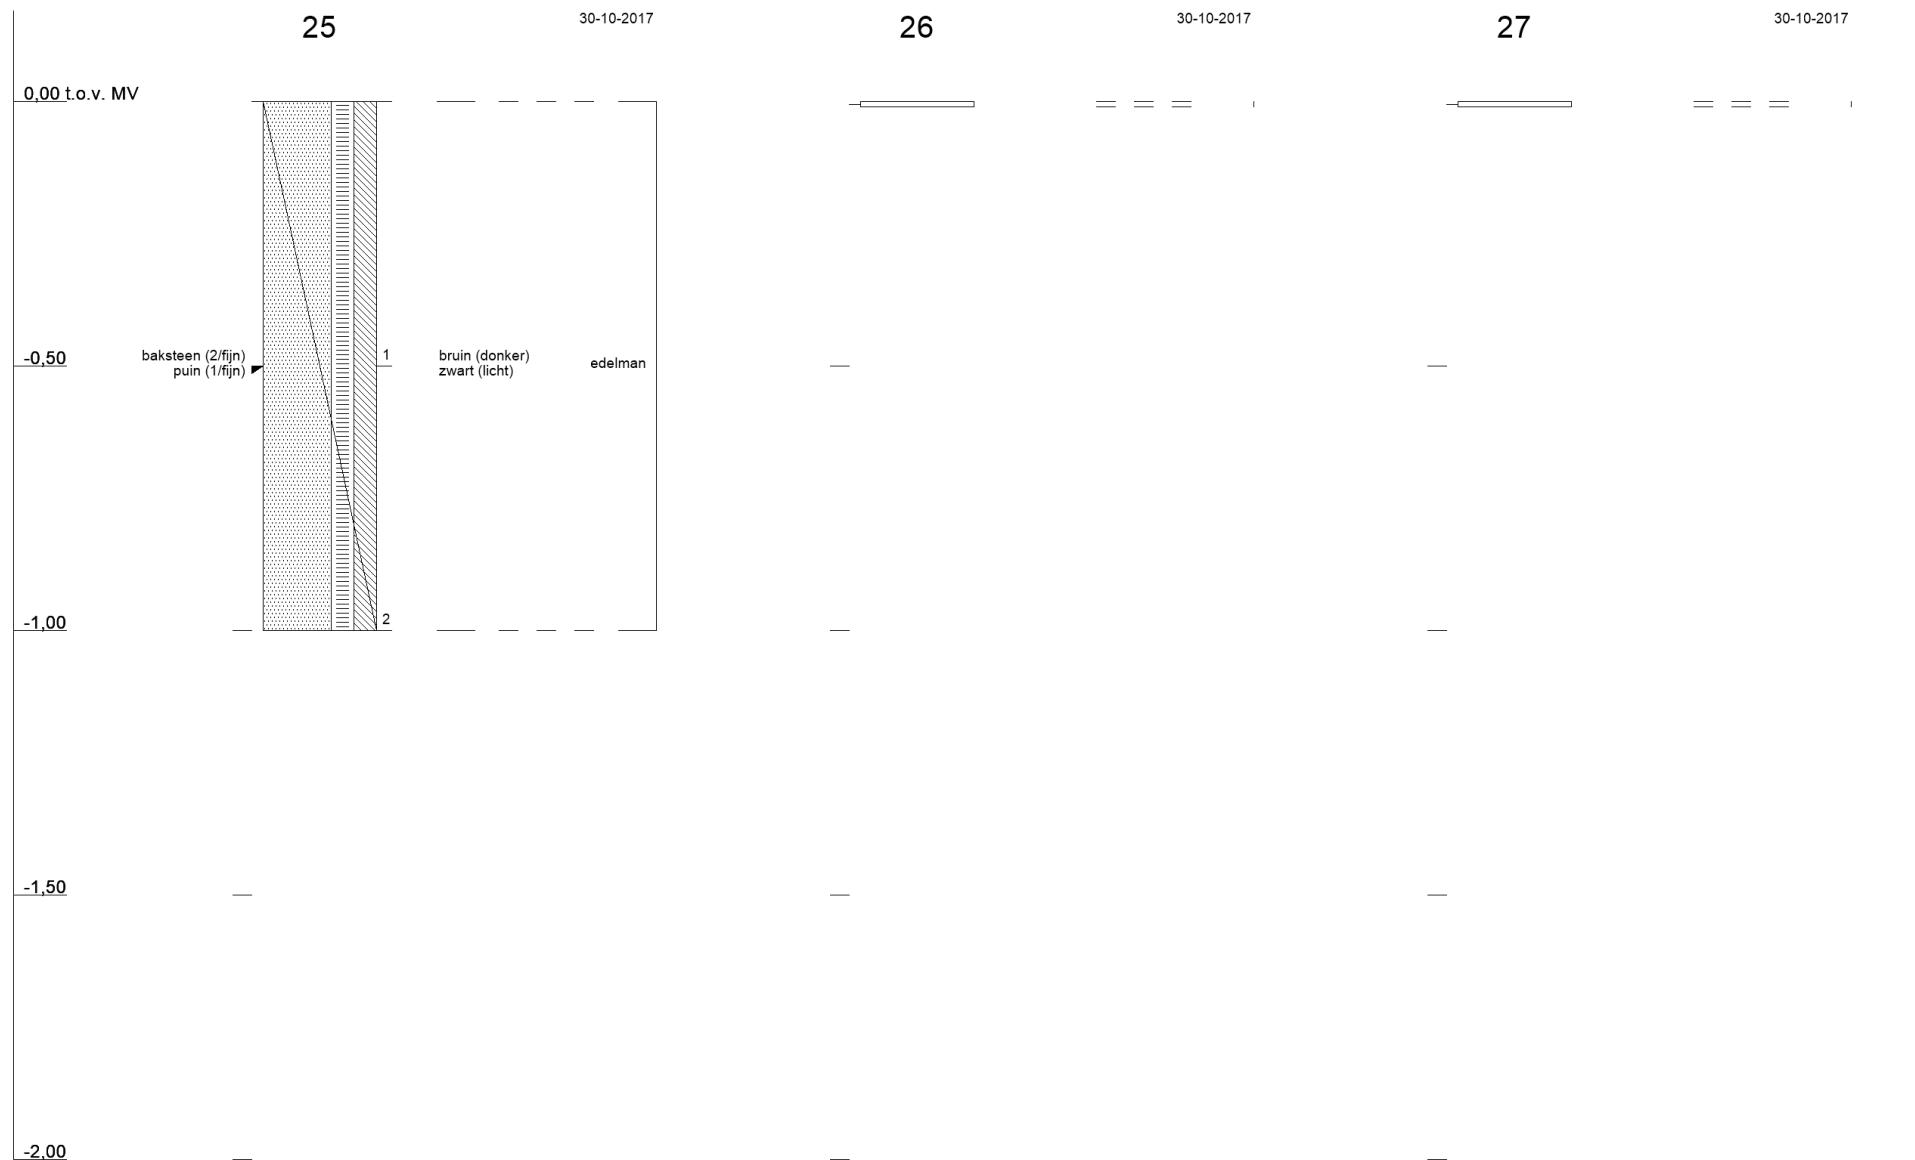 25
30-10-2017
26
30-10-2017
27
30-10-2017
0,00 t.o.v. MV
-0,50
baksteen (2/fijn)
puin (1/fijn)
1
bruin (donker)
zwart (licht)
edelman
-1,00
2
-1,50
-2,00